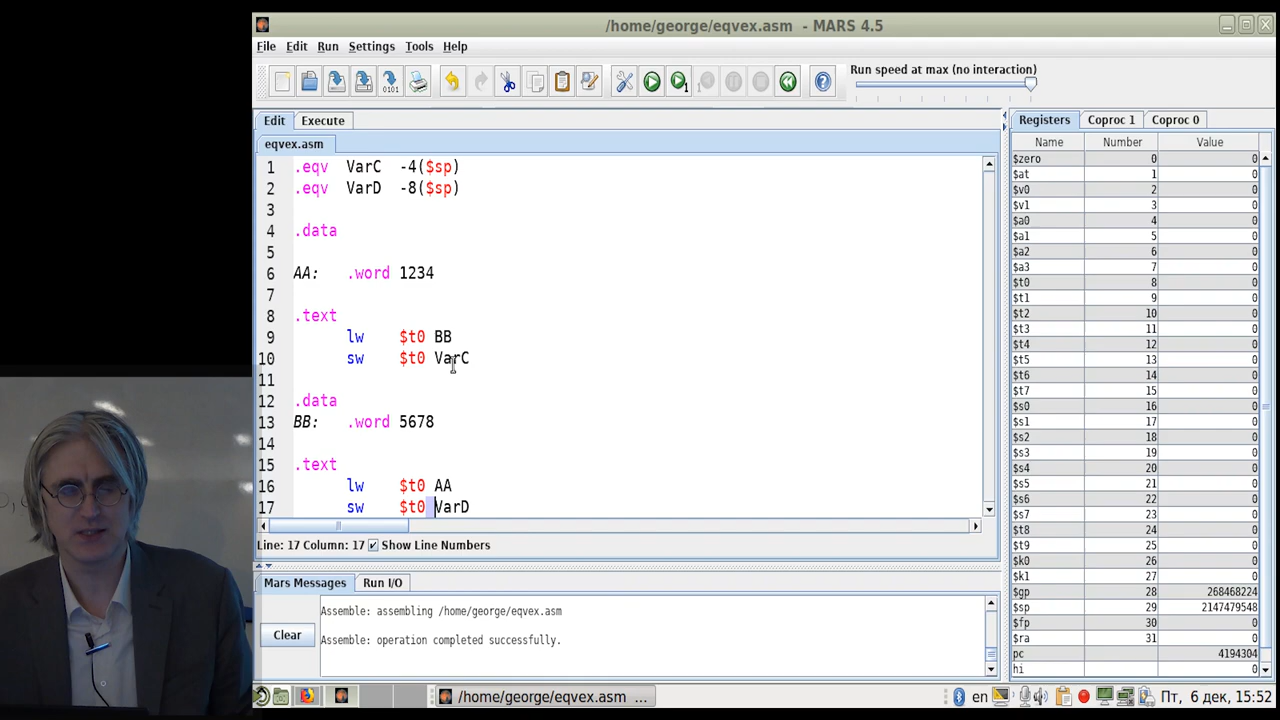 /home/george/eqvex.asm - MARS 4.5
File Edit Run Settings Tools Help
Run speed at max (no interaction)
Edit Execute
eqvex.asm
1 .eqv VarC -4($sp)
2 .eqv VarD -8($sp)
3
4 .data
5
6 AA: .word 1234
7
8 .text
9 lw $t0 BB
10 sw $t0 VarC
11
12 .data
13 BB: .word 5678
14
15 .text
16 lw $t0 AA
17 sw $t0 VarD
Line: 17 Column: 17 Show Line Numbers
Mars Messages Run I/O
Clear
Assemble: assembling /home/george/eqvex.asm
Assemble: operation completed successfully.
Registers Coproc 1 Coproc 0
Name Number Value
$zero 0 0
$at 1 0
$v0 2 0
$v1 3 0
$a0 4 0
$a1 5 0
$a2 6 0
$a3 7 0
$t0 8 0
$t1 9 0
$t2 10 0
$t3 11 0
$t4 12 0
$t5 13 0
$t6 14 0
$t7 15 0
$s0 16 0
$s1 17 0
$s2 18 0
$s3 19 0
$s4 20 0
$s5 21 0
$s6 22 0
$s7 23 0
$t8 24 0
$t9 25 0
$k0 26 0
$k1 27 0
$gp 28 268468224
$sp 29 2147479548
$fp 30 0
$ra 31 0
pc 4194304
hi 0
/home/george/eqvex.asm ...
en Пт, 6 дек, 15:52